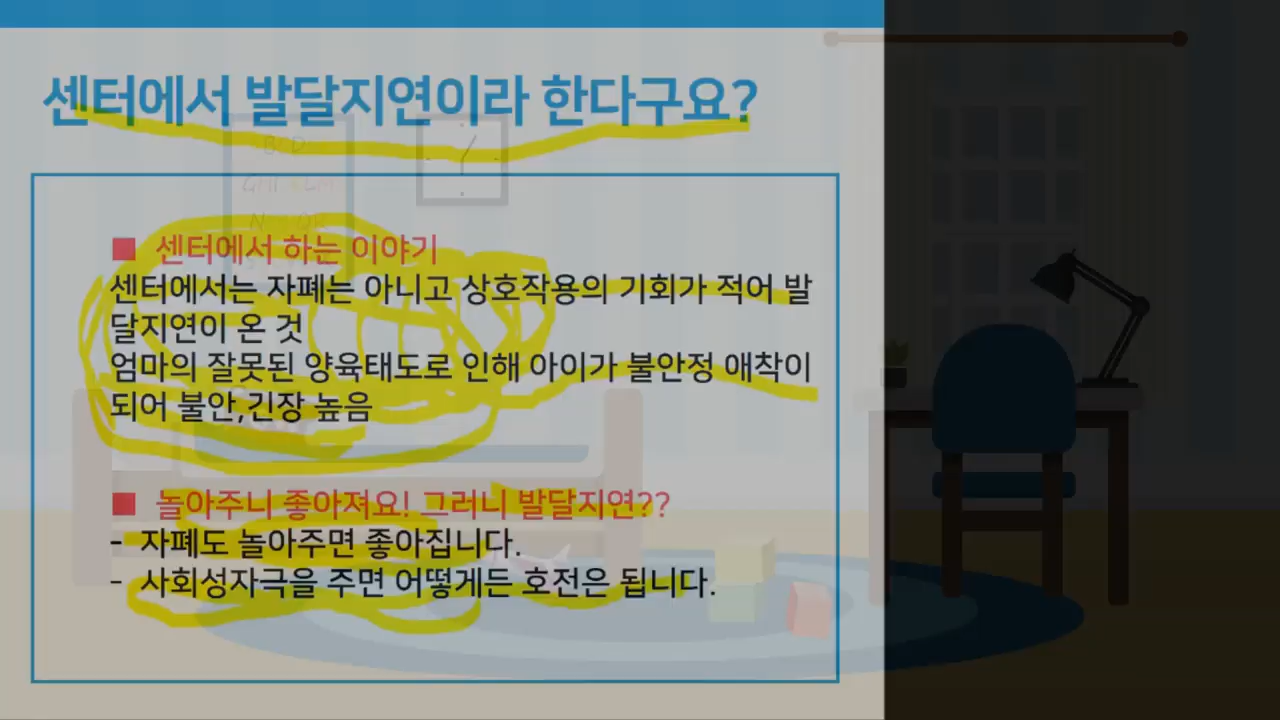 센터에서 발달지연이라 한다구요?
■ 센터에서 하는 이야기
센터에서는 자폐는 아니고 상호작용의 기회가 적어 발
달지연이 온 것
엄마의 잘못된 양육태도로 인해 아이가 불안정 애착이
되어 불안,긴장 높음
■ 놀아주니 좋아져요! 그러니 발달지연??
- 자폐도 놀아주면 좋아집니다.
- 사회성자극을 주면 어떻게든 호전은 됩니다.